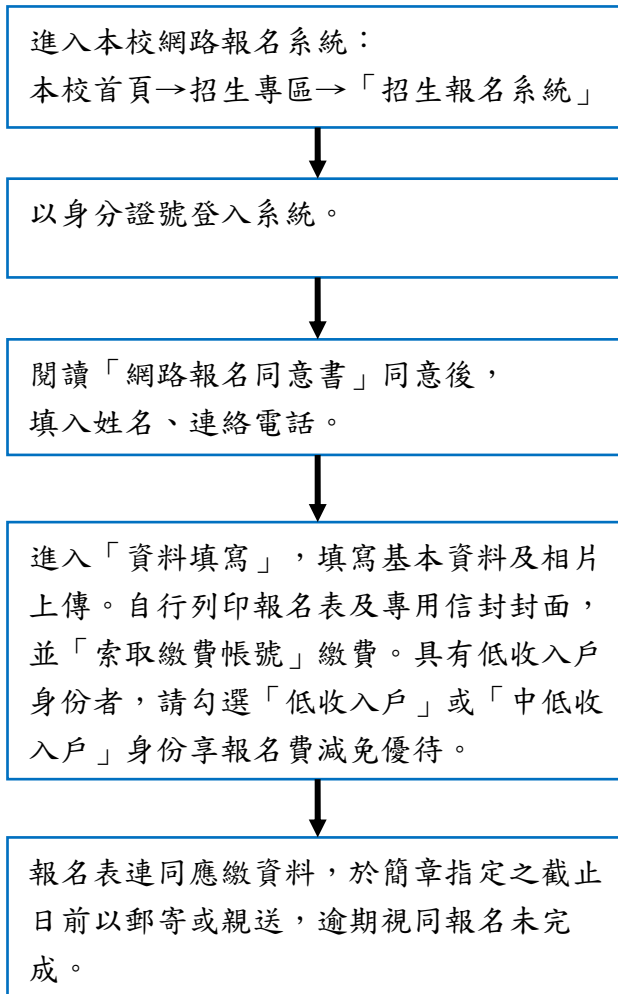 進入本校網路報名系統：
本校首頁→招生專區→「招生報名系統」
以身分證號登入系統。
閱讀「網路報名同意書」同意後，
填入姓名、連絡電話。
進入「資料填寫」，填寫基本資料及相片
上傳。自行列印報名表及專用信封封面，
並「索取繳費帳號」繳費。具有低收入戶
身份者，請勾選「低收入戶」或「中低收
入戶」身份享報名費減免優待。
報名表連同應繳資料，於簡章指定之截止
日前以郵寄或親送，逾期視同報名未完
成。